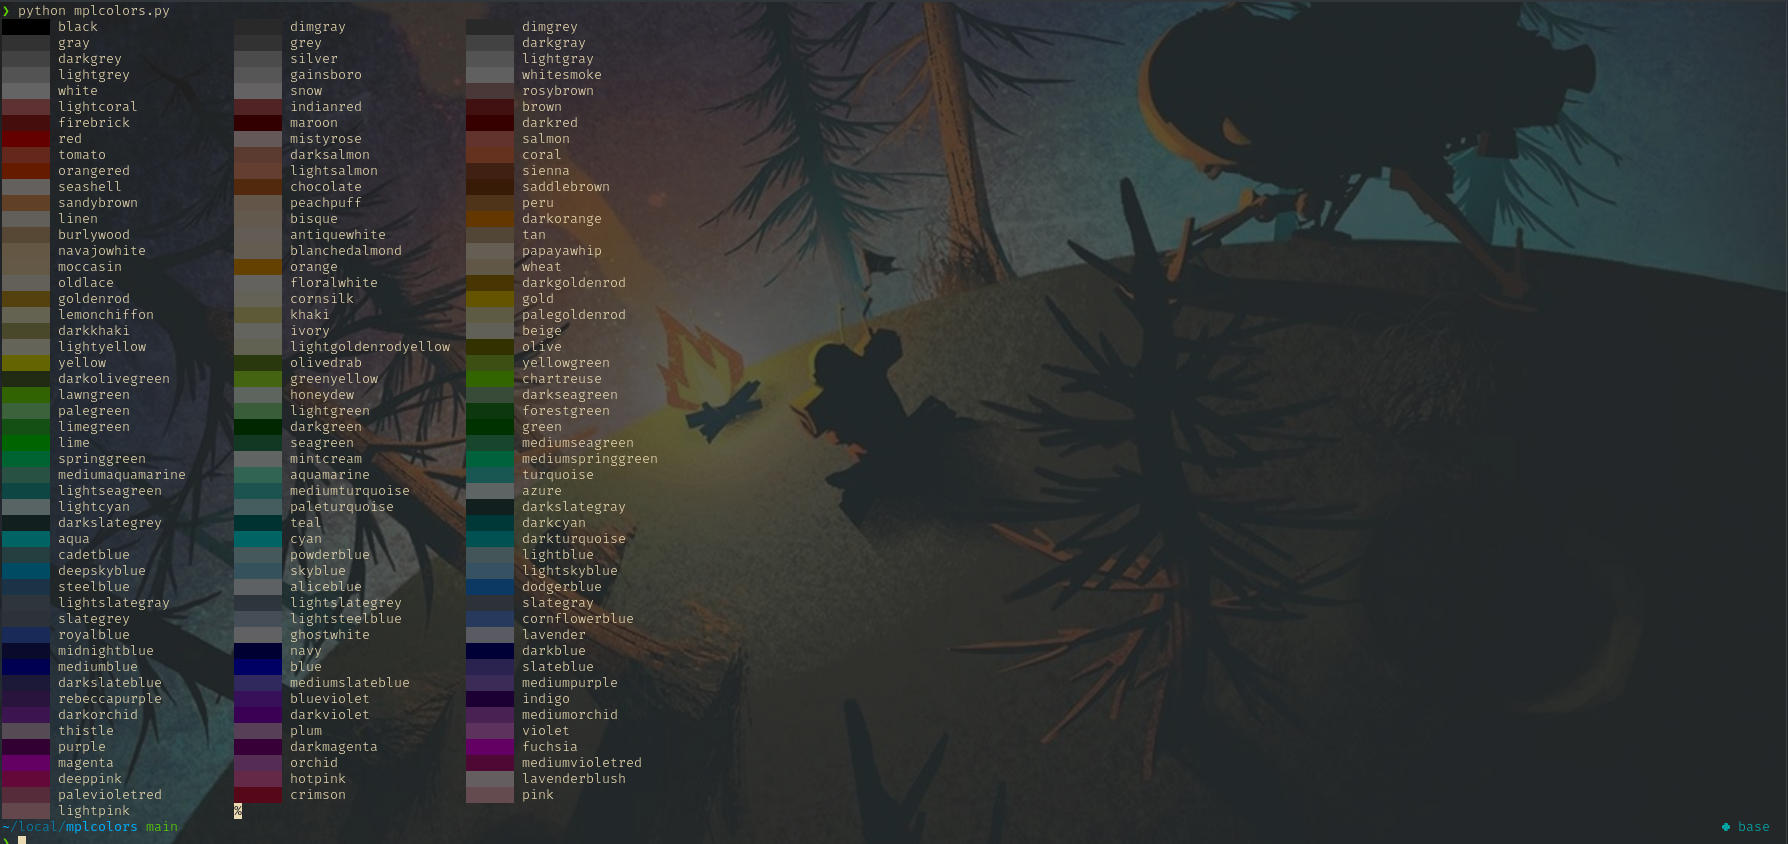 ❯ python mplcolors.py
black dimgray dimgrey
gray grey darkgray
darkgrey silver lightgray
lightgrey gainsboro whitesmoke
white snow rosybrown
lightcoral indianred brown
firebrick maroon darkred
red mistyrose salmon
tomato darksalmon coral
orangered lightsalmon sienna
seashell chocolate saddlebrown
sandybrown peachpuff peru
linen bisque darkorange
burlywood antiquewhite tan
navajowhite blanchedalmond papayawhip
moccasin orange wheat
oldlace floralwhite darkgoldenrod
goldenrod cornsilk gold
lemonchiffon khaki palegoldenrod
darkkhaki ivory beige
lightyellow lightgoldenrodyellow olive
yellow olivedrab yellowgreen
darkolivegreen greenyellow chartreuse
lawngreen honeydew darkseagreen
palegreen lightgreen forestgreen
limegreen darkgreen green
lime seagreen mediumseagreen
springgreen mintcream mediumspringgreen
mediumaquamarine aquamarine turquoise
lightseagreen mediumturquoise azure
lightcyan paleturquoise darkslategray
darkslategrey teal darkcyan
aqua cyan darkturquoise
cadetblue powderblue lightblue
deepskyblue skyblue lightskyblue
steelblue aliceblue dodgerblue
lightslategray lightslategrey slategray
slategrey lightsteelblue cornflowerblue
royalblue ghostwhite lavender
midnightblue navy darkblue
mediumblue blue slateblue
darkslateblue mediumslateblue mediumpurple
rebeccapurple blueviolet indigo
darkorchid darkviolet mediumorchid
thistle plum violet
purple darkmagenta fuchsia
magenta orchid mediumvioletred
deeppink hotpink lavenderblush
palevioletred crimson pink
lightpink %
~/local/mplcolors main base
❯